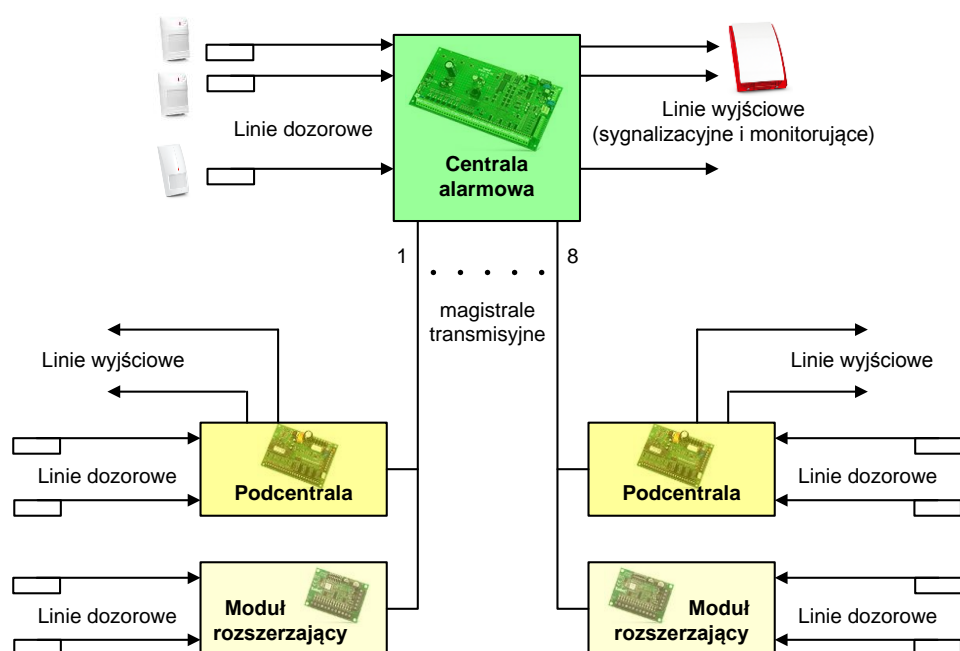 Linie dozorowe
Linie wyjściowe
(sygnalizacyjne i monitorujące)
Centrala
alarmowa
1
8
magistrale
transmisyjne
Linie wyjściowe
Linie wyjściowe
Linie dozorowe
Podcentrala
Podcentrala
Linie dozorowe
Linie dozorowe
Moduł
rozszerzający
Moduł
rozszerzający
Linie dozorowe